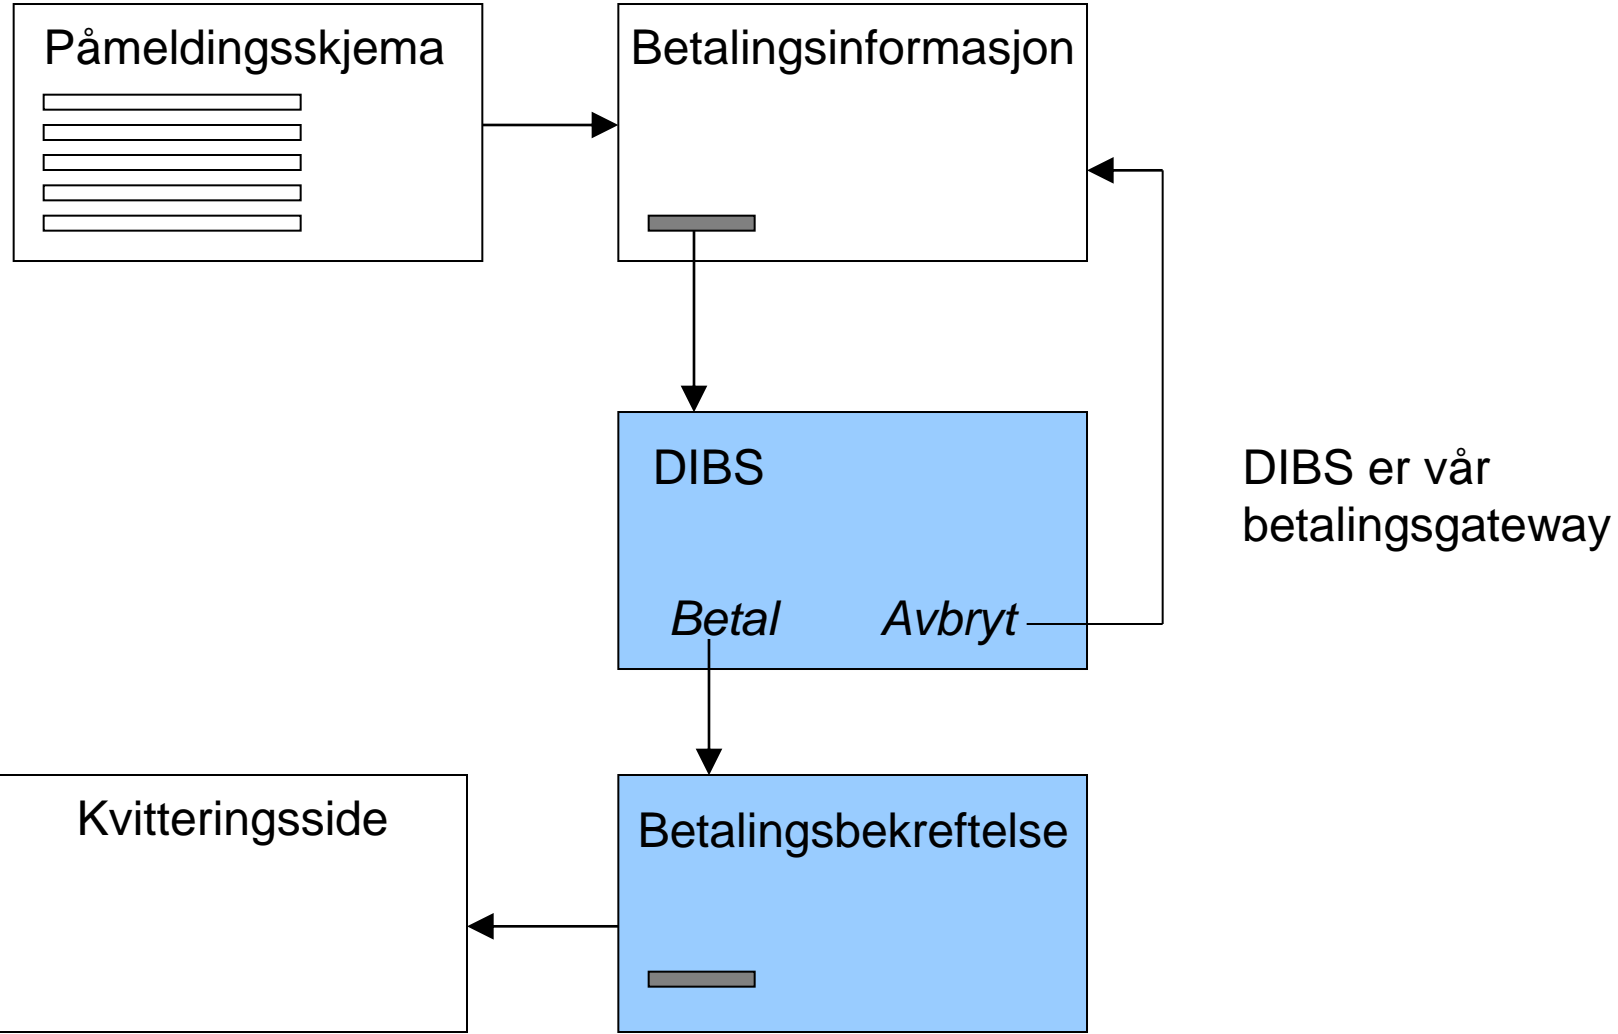 Påmeldingsskjema
Betalingsinformasjon
DIBS
Betal
Avbryt
DIBS er vår
betalingsgateway
Kvitteringsside
Betalingsbekreftelse